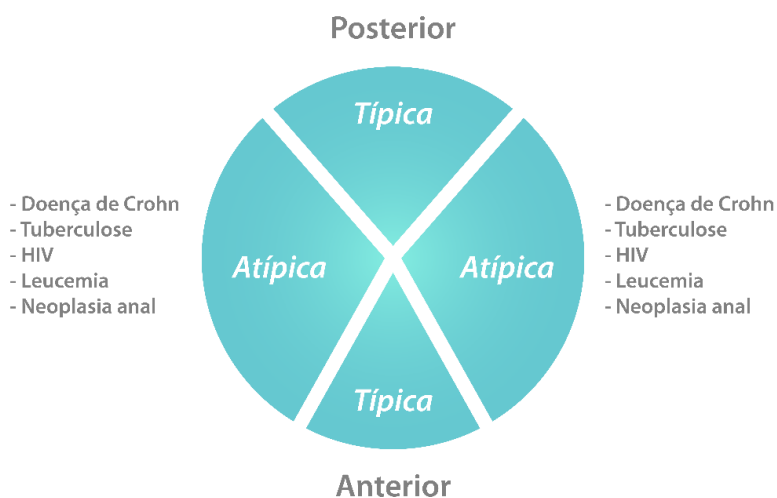 Posterior
Típica
- Doença de Crohn
- Tuberculose
- HIV
- Leucemia
- Neoplasia anal
Atípica
Atípica
- Doença de Crohn
- Tuberculose
- HIV
- Leucemia
- Neoplasia anal
Típica
Anterior